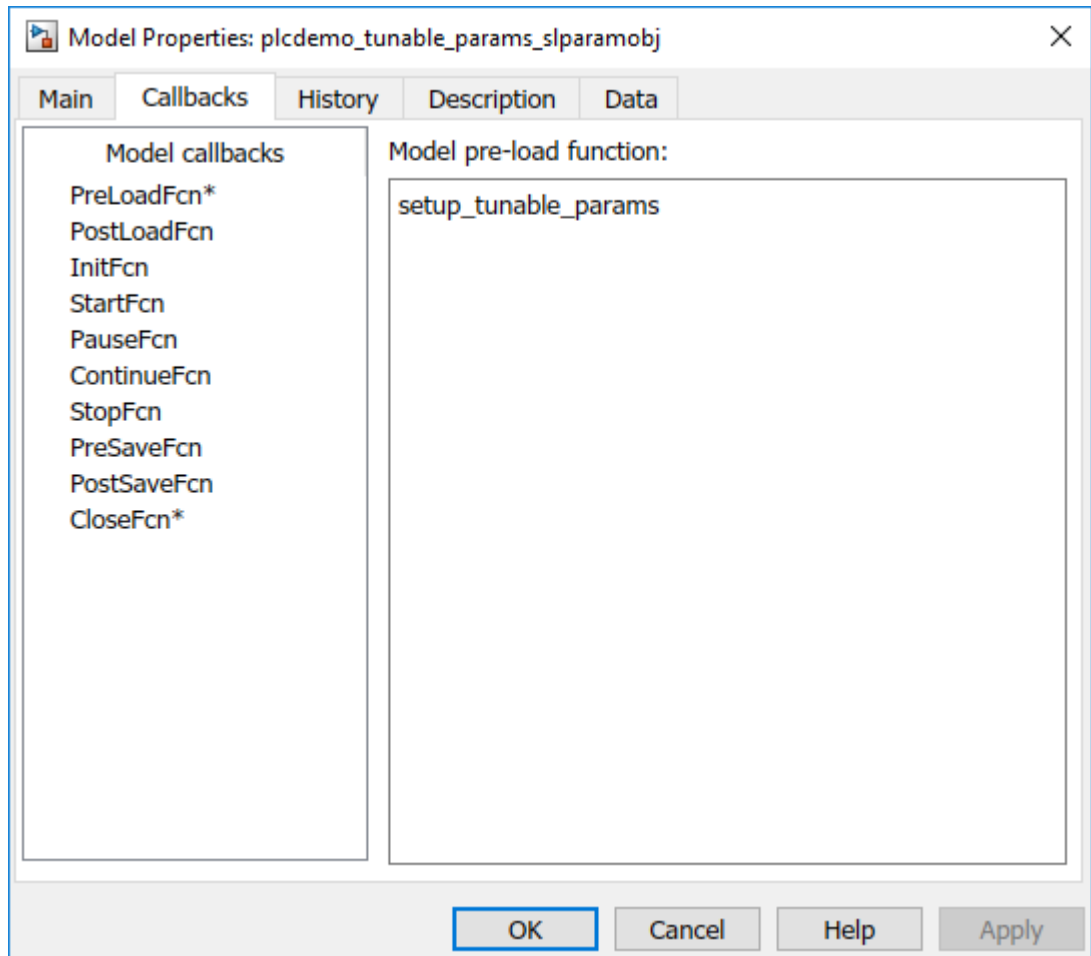 Model Properties: plcdemo_tunable_params_slparamobj
Main Callbacks History Description Data
Model callbacks
PreLoadFcn*
PostLoadFcn
InitFcn
StartFcn
PauseFcn
ContinueFcn
StopFcn
PreSaveFcn
PostSaveFcn
CloseFcn*
Model pre-load function:
setup_tunable_params
OK Cancel Help Apply